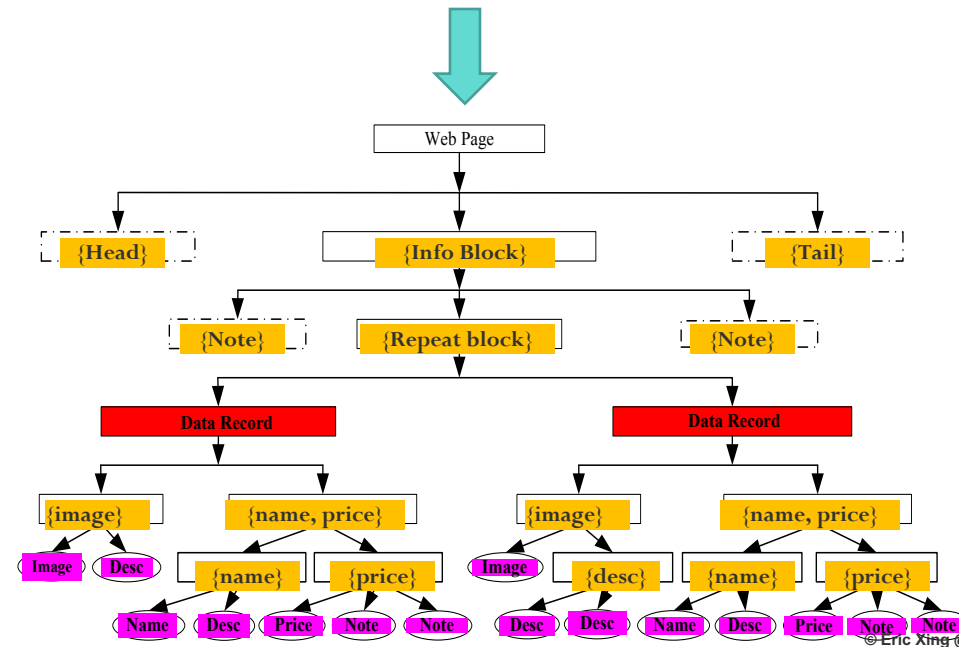 Web Page
{Head} {Info Block} {Tail}
{Note} {Repeat block} {Note}
Data Record Data Record
{image} {name, price} {image} {name, price}
Image Desc {name} {price} Image {desc} {name} {price}
Name Desc Price Note Note Desc Desc Name Desc Price Note Note
© Eric Xing @